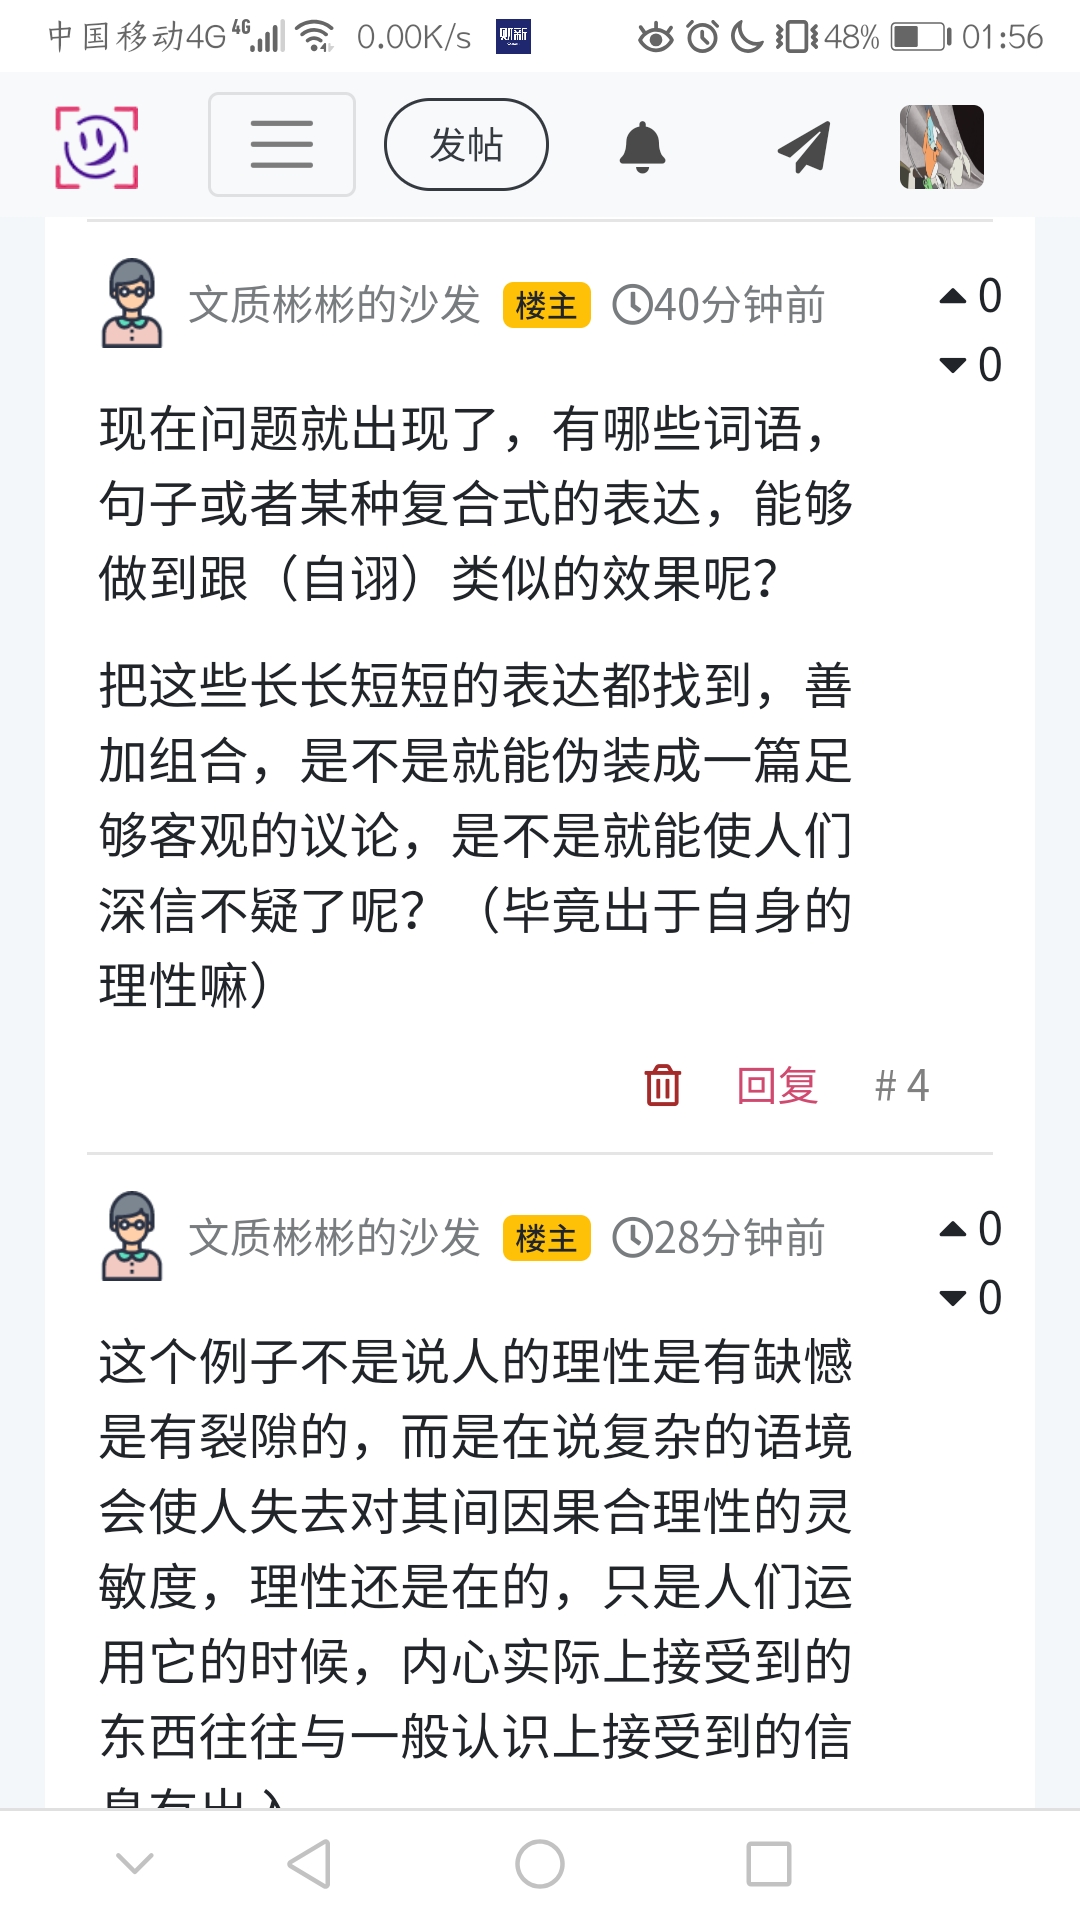 中国移动4G 4G 0.00K/s 财新 48% 01:56
发帖
文质彬彬的沙发 楼主 40分钟前 0
0
现在问题就出现了，有哪些词语，
句子或者某种复合式的表达，能够
做到跟（自诩）类似的效果呢？
把这些长长短短的表达都找到，善
加组合，是不是就能伪装成一篇足
够客观的议论，是不是就能使人们
深信不疑了呢？（毕竟出于自身的
理性嘛）
回复 # 4
文质彬彬的沙发 楼主 28分钟前 0
0
这个例子不是说人的理性是有缺憾
是有裂隙的，而是在说复杂的语境
会使人失去对其间因果合理性的灵
敏度，理性还是在的，只是人们运
用它的时候，内心实际上接受到的
东西往往与一般认识上接受到的信
息有出入